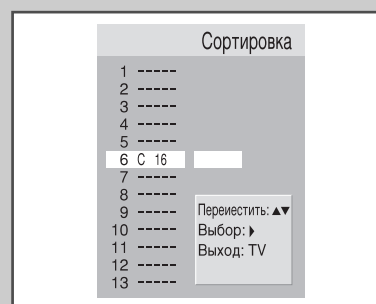 Сортировка
1 -----
2 -----
3 -----
4 -----
5 -----
6 C 16
7 -----
8 -----
9 -----
10 -----
11 -----
12 -----
13 -----
Переиестить: ▲▼
Выбор: ▶
Выход: TV